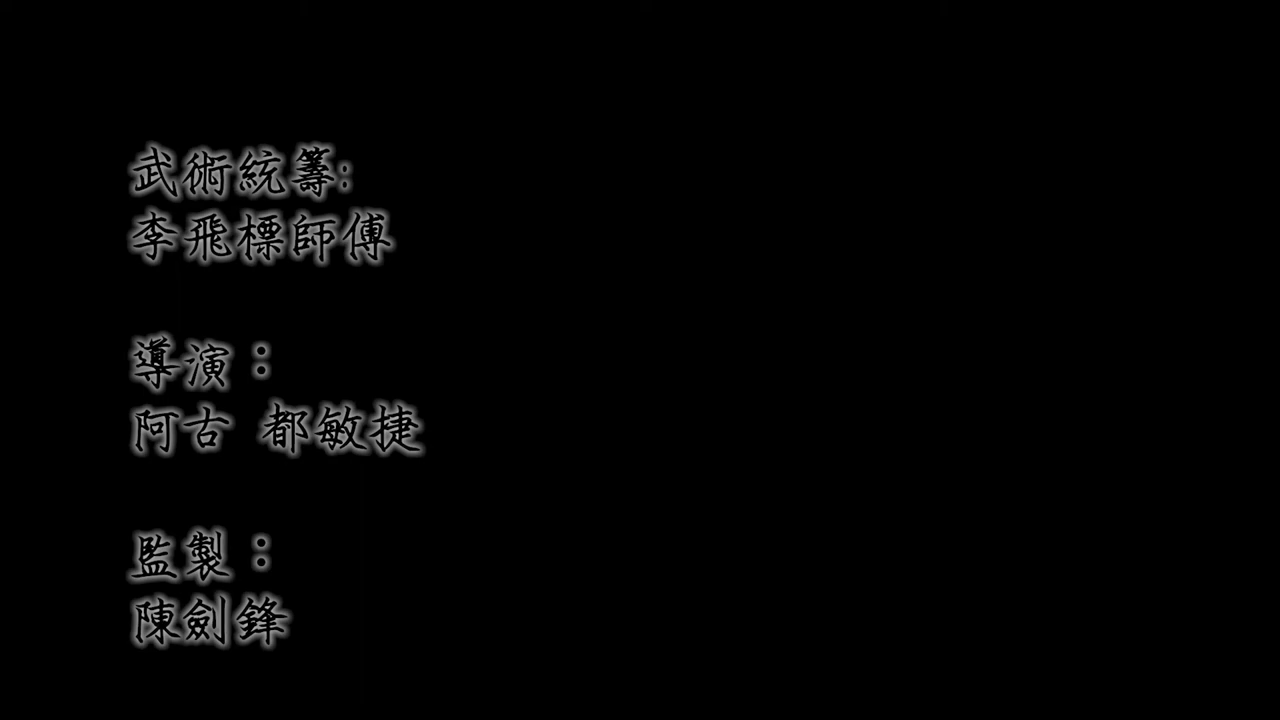 武術統籌:
李飛標師傅
導演：
阿古 都敏捷
監製：
陳劍鋒